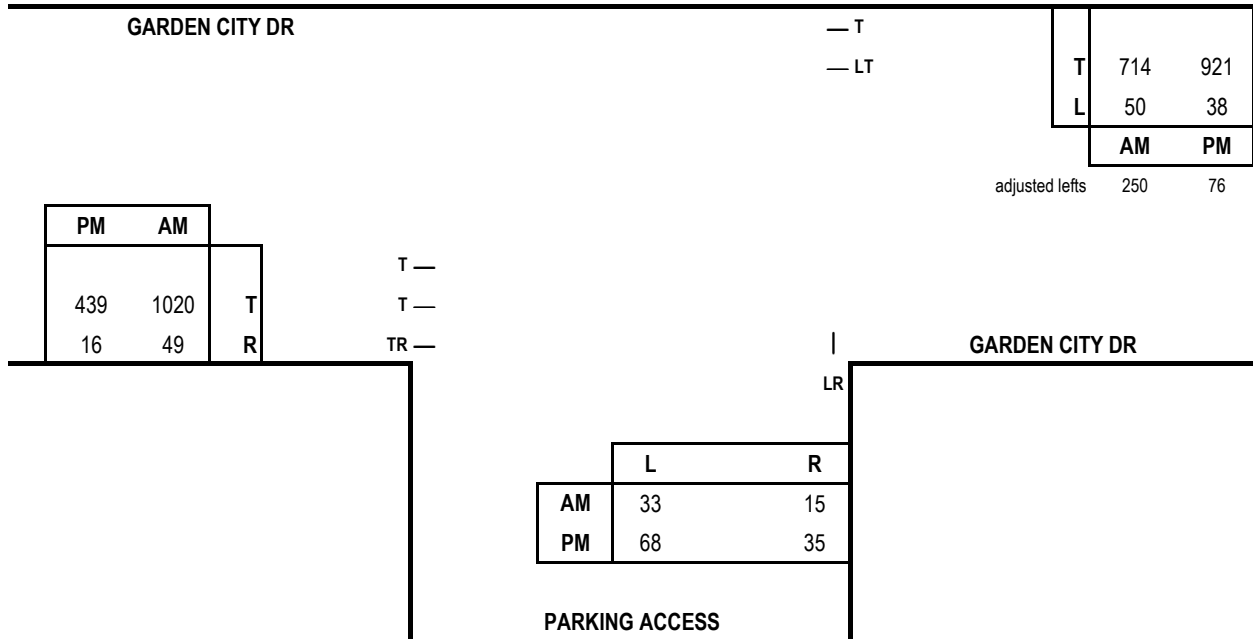 GARDEN CITY DR
— T
— LT
T 714 921
L 50 38
AM PM
adjusted lefts 250 76
PM AM
439 1020 T
16 49 R
T —
T —
TR —
GARDEN CITY DR
LR
L R
AM 33 15
PM 68 35
PARKING ACCESS